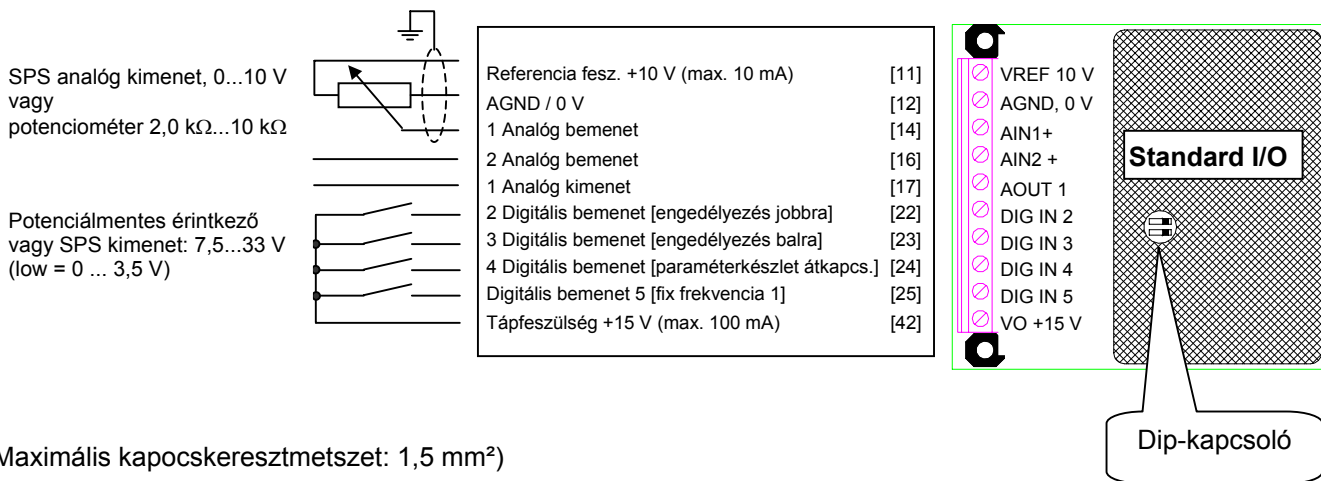 SPS analóg kimenet, 0...10 V
vagy
potenciométer 2,0 kΩ...10 kΩ
Potenciálmentes érintkező
vagy SPS kimenet: 7,5...33 V
(low = 0 ... 3,5 V)
Referencia fesz. +10 V (max. 10 mA) [11]
AGND / 0 V [12]
1 Analóg bemenet [14]
2 Analóg bemenet [16]
1 Analóg kimenet [17]
2 Digitális bemenet [engedélyezés jobbra] [22]
3 Digitális bemenet [engedélyezés balra] [23]
4 Digitális bemenet [paraméterkészlet átkapcs.] [24]
Digitális bemenet 5 [fix frekvencia 1] [25]
Tápfeszülség +15 V (max. 100 mA) [42]
VREF 10 V
AGND, 0 V
AIN1+
AIN2 +
AOUT 1
DIG IN 2
DIG IN 3
DIG IN 4
DIG IN 5
VO +15 V
Standard I/O
Dip-kapcsoló
Maximális kapocskeresztmetszet: 1,5 mm²)